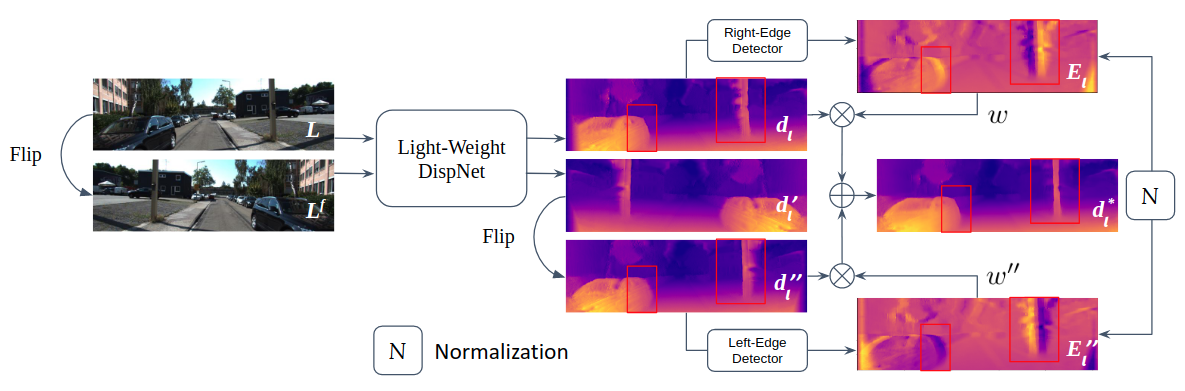 Right-Edge
Detector
E_l
L
d_l
w
Flip
Light-Weight
DispNet
L^f
d_l'
d_l^*
N
Flip
d_l''
w''
Left-Edge
Detector
E_l''
N Normalization